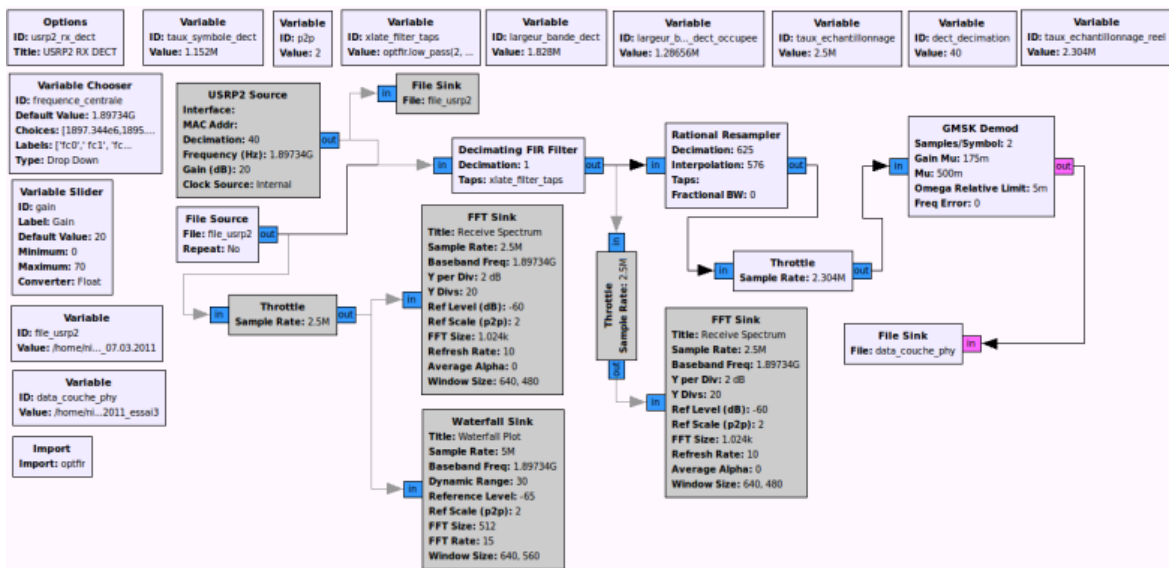 Options
ID: usrp2_rx_dect
Title: USRP2 RX DECT
Variable
ID: taux_symbole_dect
Value: 1.152M
Variable
ID: p2p
Value: 2
Variable
ID: xlate_filter_taps
Value: optfir.low_pass(2, ...
Variable
ID: largeur_bande_dect
Value: 1.828M
Variable
ID: largeur_b..._dect_occupee
Value: 1.28656M
Variable
ID: taux_echantillonage
Value: 2.5M
Variable
ID: dect_decimation
Value: 40
Variable
ID: taux_echantillonage_reel
Value: 2.304M
Variable Chooser
ID: frequence_centrale
Default Value: 1.89734G
Choices: [1897.344e6,1895....
Labels: ['fc0',' fc1', 'fc...
Type: Drop Down
USRP2 Source
Interface:
MAC Addr:
Decimation: 40
Frequency (Hz): 1.89734G
Gain (dB): 20
Clock Source: Internal
out
in
File Sink
File: file_usrp2
in
Decimating FIR Filter
Decimation: 1
Taps: xlate_filter_taps
out
in
Rational Resampler
Decimation: 625
Interpolation: 576
Taps:
Fractional BW: 0
out
in
GMSK Demod
Samples/Symbol: 2
Gain Mu: 175m
Mu: 500m
Omega Relative Limit: 5m
Freq Error: 0
out
Variable Slider
ID: gain
Label: Gain
Default Value: 20
Minimum: 0
Maximum: 70
Converter: Float
File Source
File: file_usrp2
Repeat: No
out
in
Throttle
Sample Rate: 2.5M
out
in
FFT Sink
Title: Receive Spectrum
Sample Rate: 2.5M
Baseband Freq: 1.89734G
Y per Div: 2 dB
Y Divs: 20
Ref Level (dB): -60
Ref Scale (p2p): 2
FFT Size: 1.024k
Refresh Rate: 10
Average Alpha: 0
Window Size: 640, 480
in
Throttle
Sample Rate: 2.5M
out
in
Throttle
Sample Rate: 2.304M
out
in
FFT Sink
Title: Receive Spectrum
Sample Rate: 2.5M
Baseband Freq: 1.89734G
Y per Div: 2 dB
Y Divs: 20
Ref Level (dB): -60
Ref Scale (p2p): 2
FFT Size: 1.024k
Refresh Rate: 10
Average Alpha: 0
Window Size: 640, 480
File Sink
File: data_couche_phy
in
Variable
ID: file_usrp2
Value: /home/ni..._07.03.2011
Variable
ID: data_couche_phy
Value: /home/ni...2011_essai3
Import
Import: optfir
in
Waterfall Sink
Title: Waterfall Plot
Sample Rate: 5M
Baseband Freq: 1.89734G
Dynamic Range: 30
Reference Level: -65
Ref Scale (p2p): 2
FFT Size: 512
FFT Rate: 15
Window Size: 640, 560